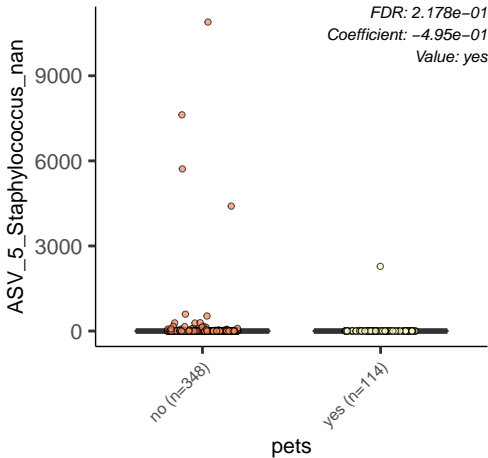 FDR: 2.178e−01
Coefficient: −4.95e−01
Value: yes
ASV_5_Staphylococcus_nan
9000
6000
3000
0
no (n=348)
yes (n=114)
pets